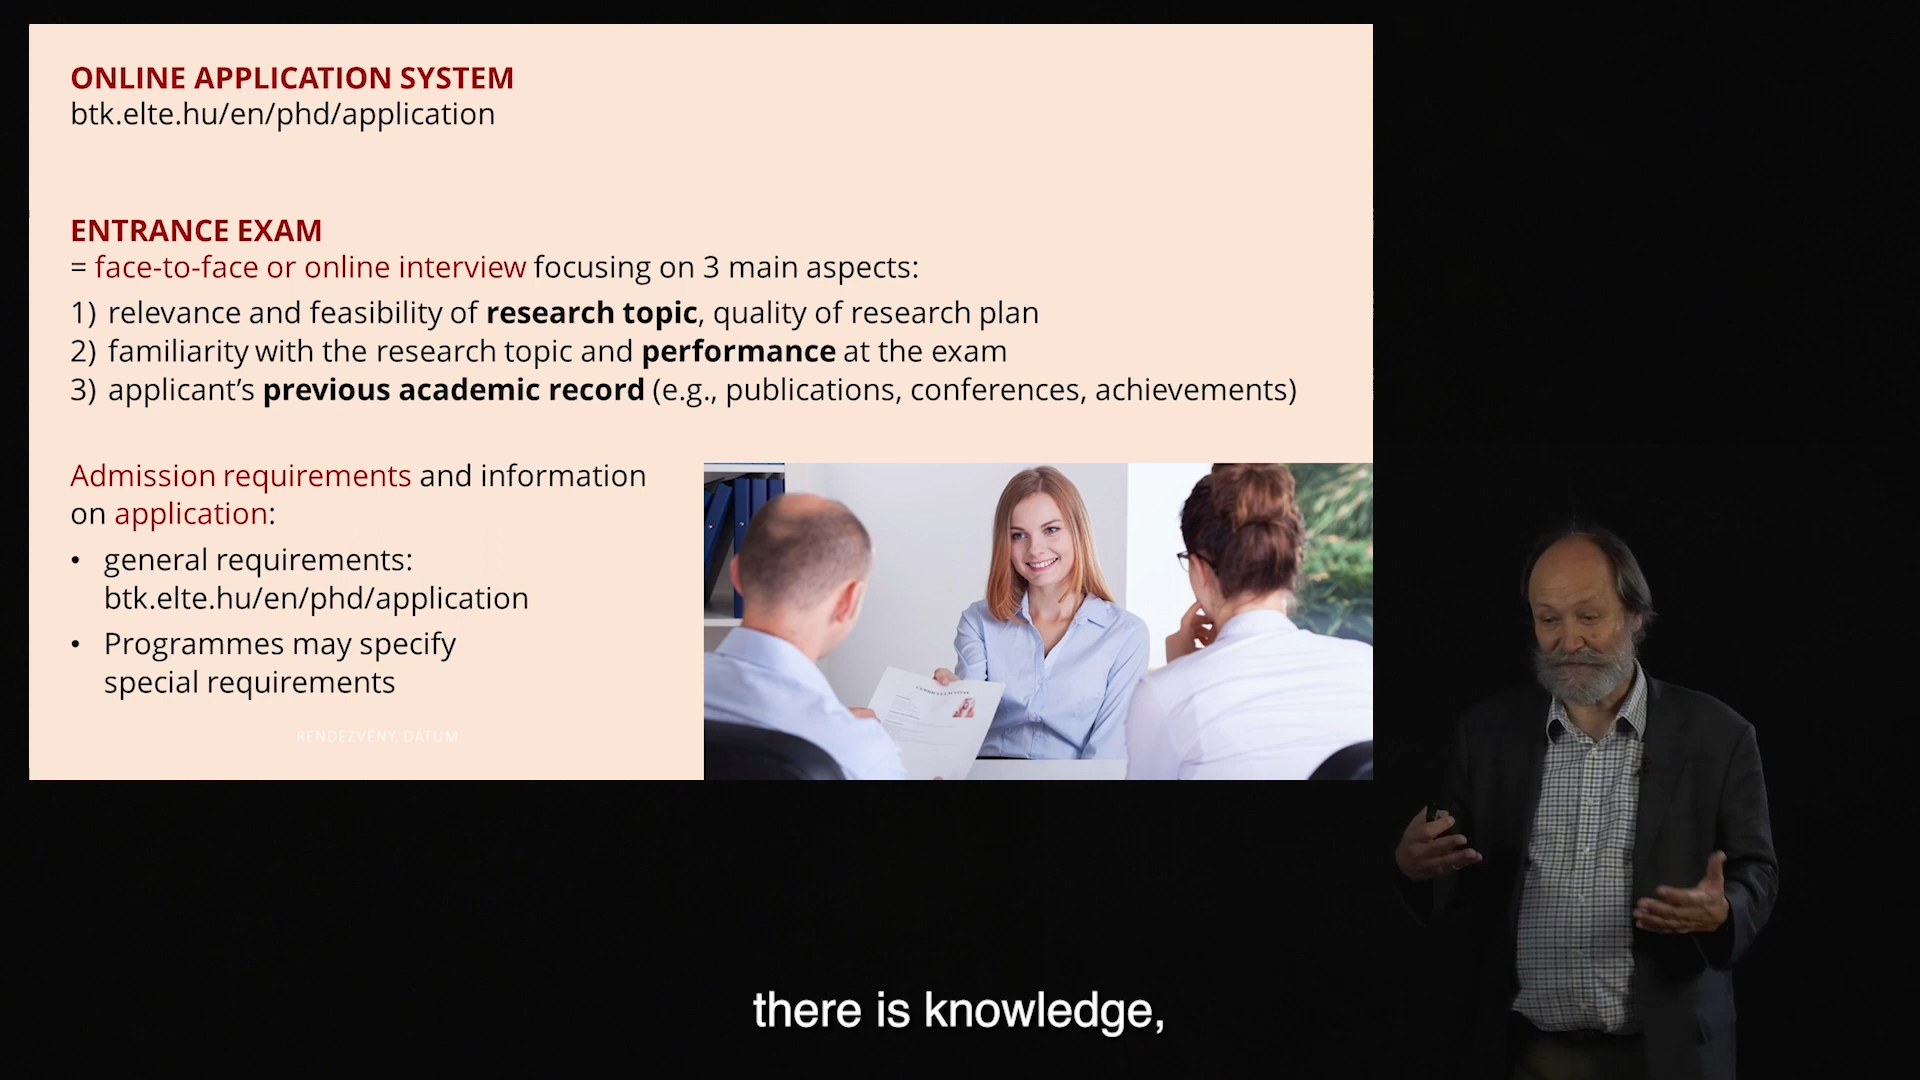 ONLINE APPLICATION SYSTEM
btk.elte.hu/en/phd/application
ENTRANCE EXAM
= face-to-face or online interview focusing on 3 main aspects:
1) relevance and feasibility of research topic, quality of research plan
2) familiarity with the research topic and performance at the exam
3) applicant’s previous academic record (e.g., publications, conferences, achievements)
Admission requirements and information
on application:
• general requirements:
btk.elte.hu/en/phd/application
• Programmes may specify
special requirements
RENDEZVÉNY, DÁTUM
CURRICULUM VITAE
there is knowledge,